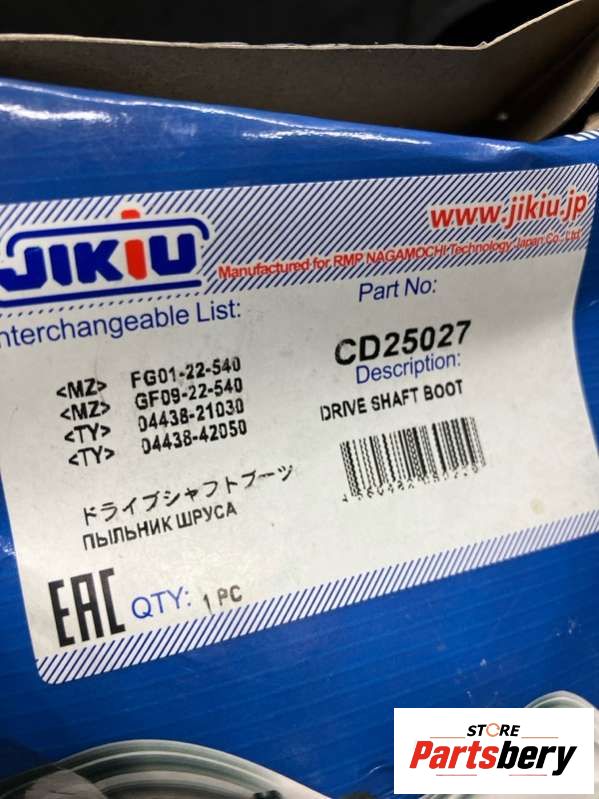 JIKIU
www.jikiu.jp
Manufactured for RMP NAGAMOCHI Technology Japan Co., Ltd.
nterchangeable List:
Part No:
CD25027
Description:
DRIVE SHAFT BOOT
<MZ> FG01-22-540
<MZ> GF09-22-540
<TY> 04438-21030
<TY> 04438-42050
ドライブシャフトブーツ
ПЫЛЬНИК ШРУСА
EAC
QTY: 1 PC
STORE
Partsbery